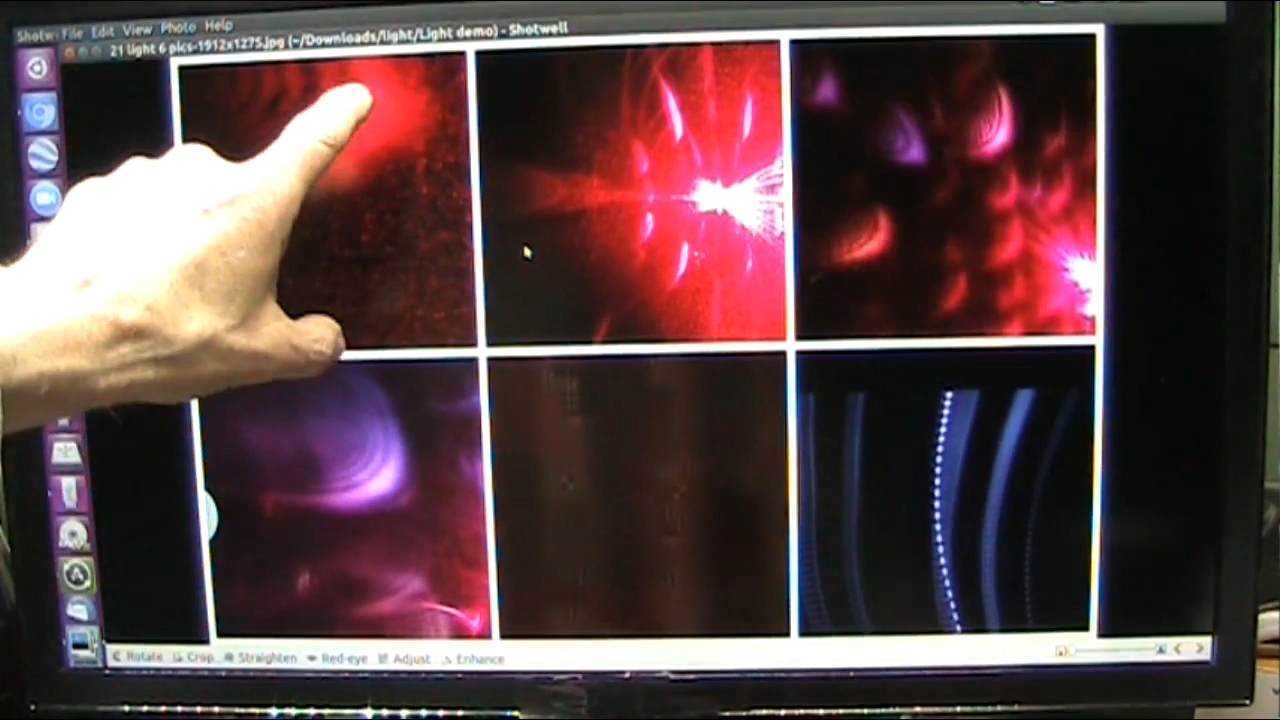 Shotw File Edit View Photo Help
21 light 6 pics-1912x1275.jpg (~/Downloads/light/Light demo) - Shotwell
Rotate Crop Straighten Red-eye Adjust Enhance